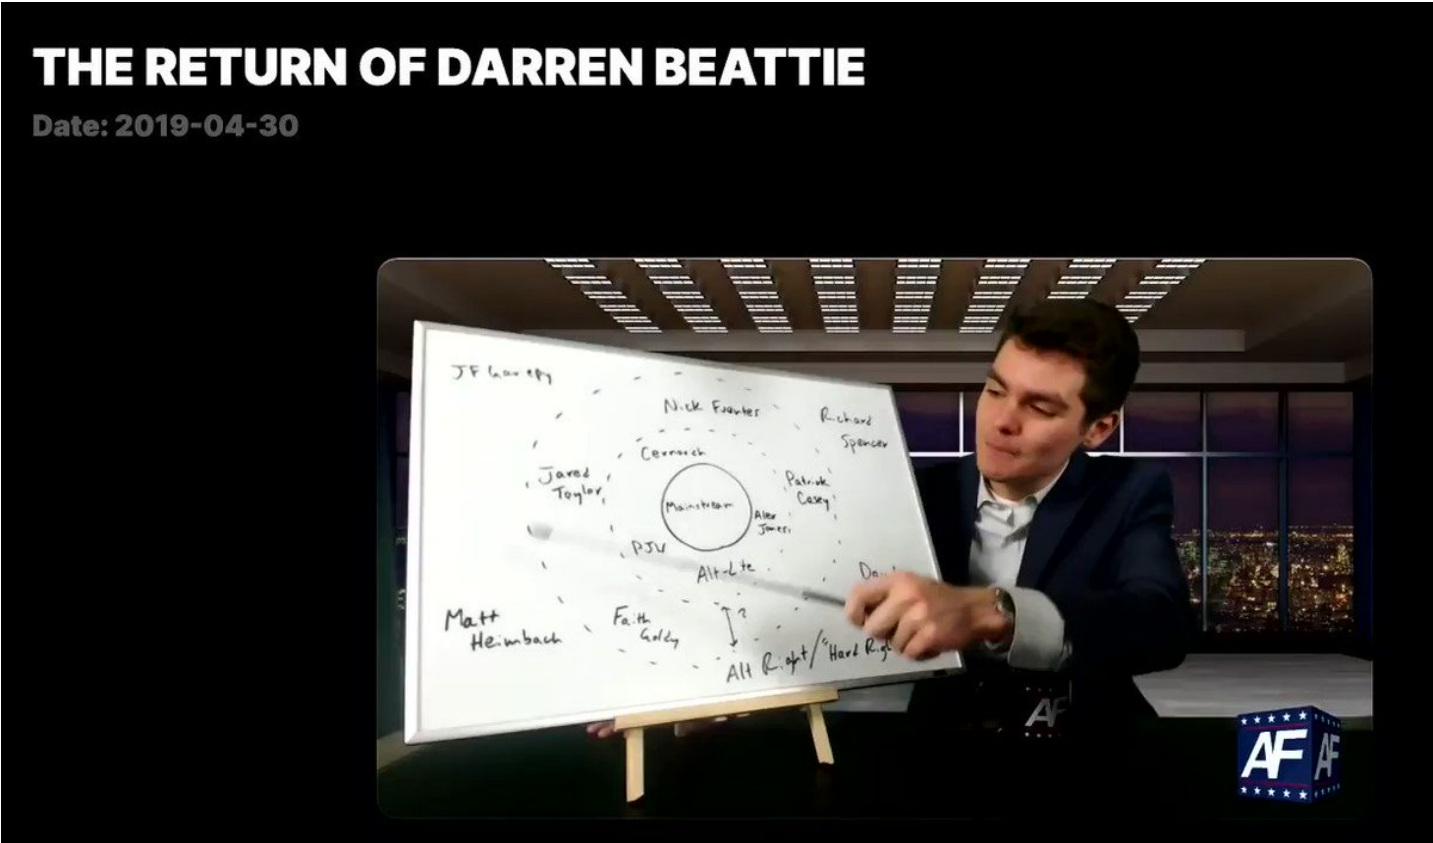 THE RETURN OF DARREN BEATTIE
Date: 2019-04-30
JF Gariepy
Nick Fuentes
Richard
Spencer
Cernovich
Jared
Taylor
Mainstream
Patrick
Casey
Alex
Jones
PJW
Alt-Lite
Matt
Heimbach
Faith
Goldy
?
Alt Right/"Hard
AF
AF
AF